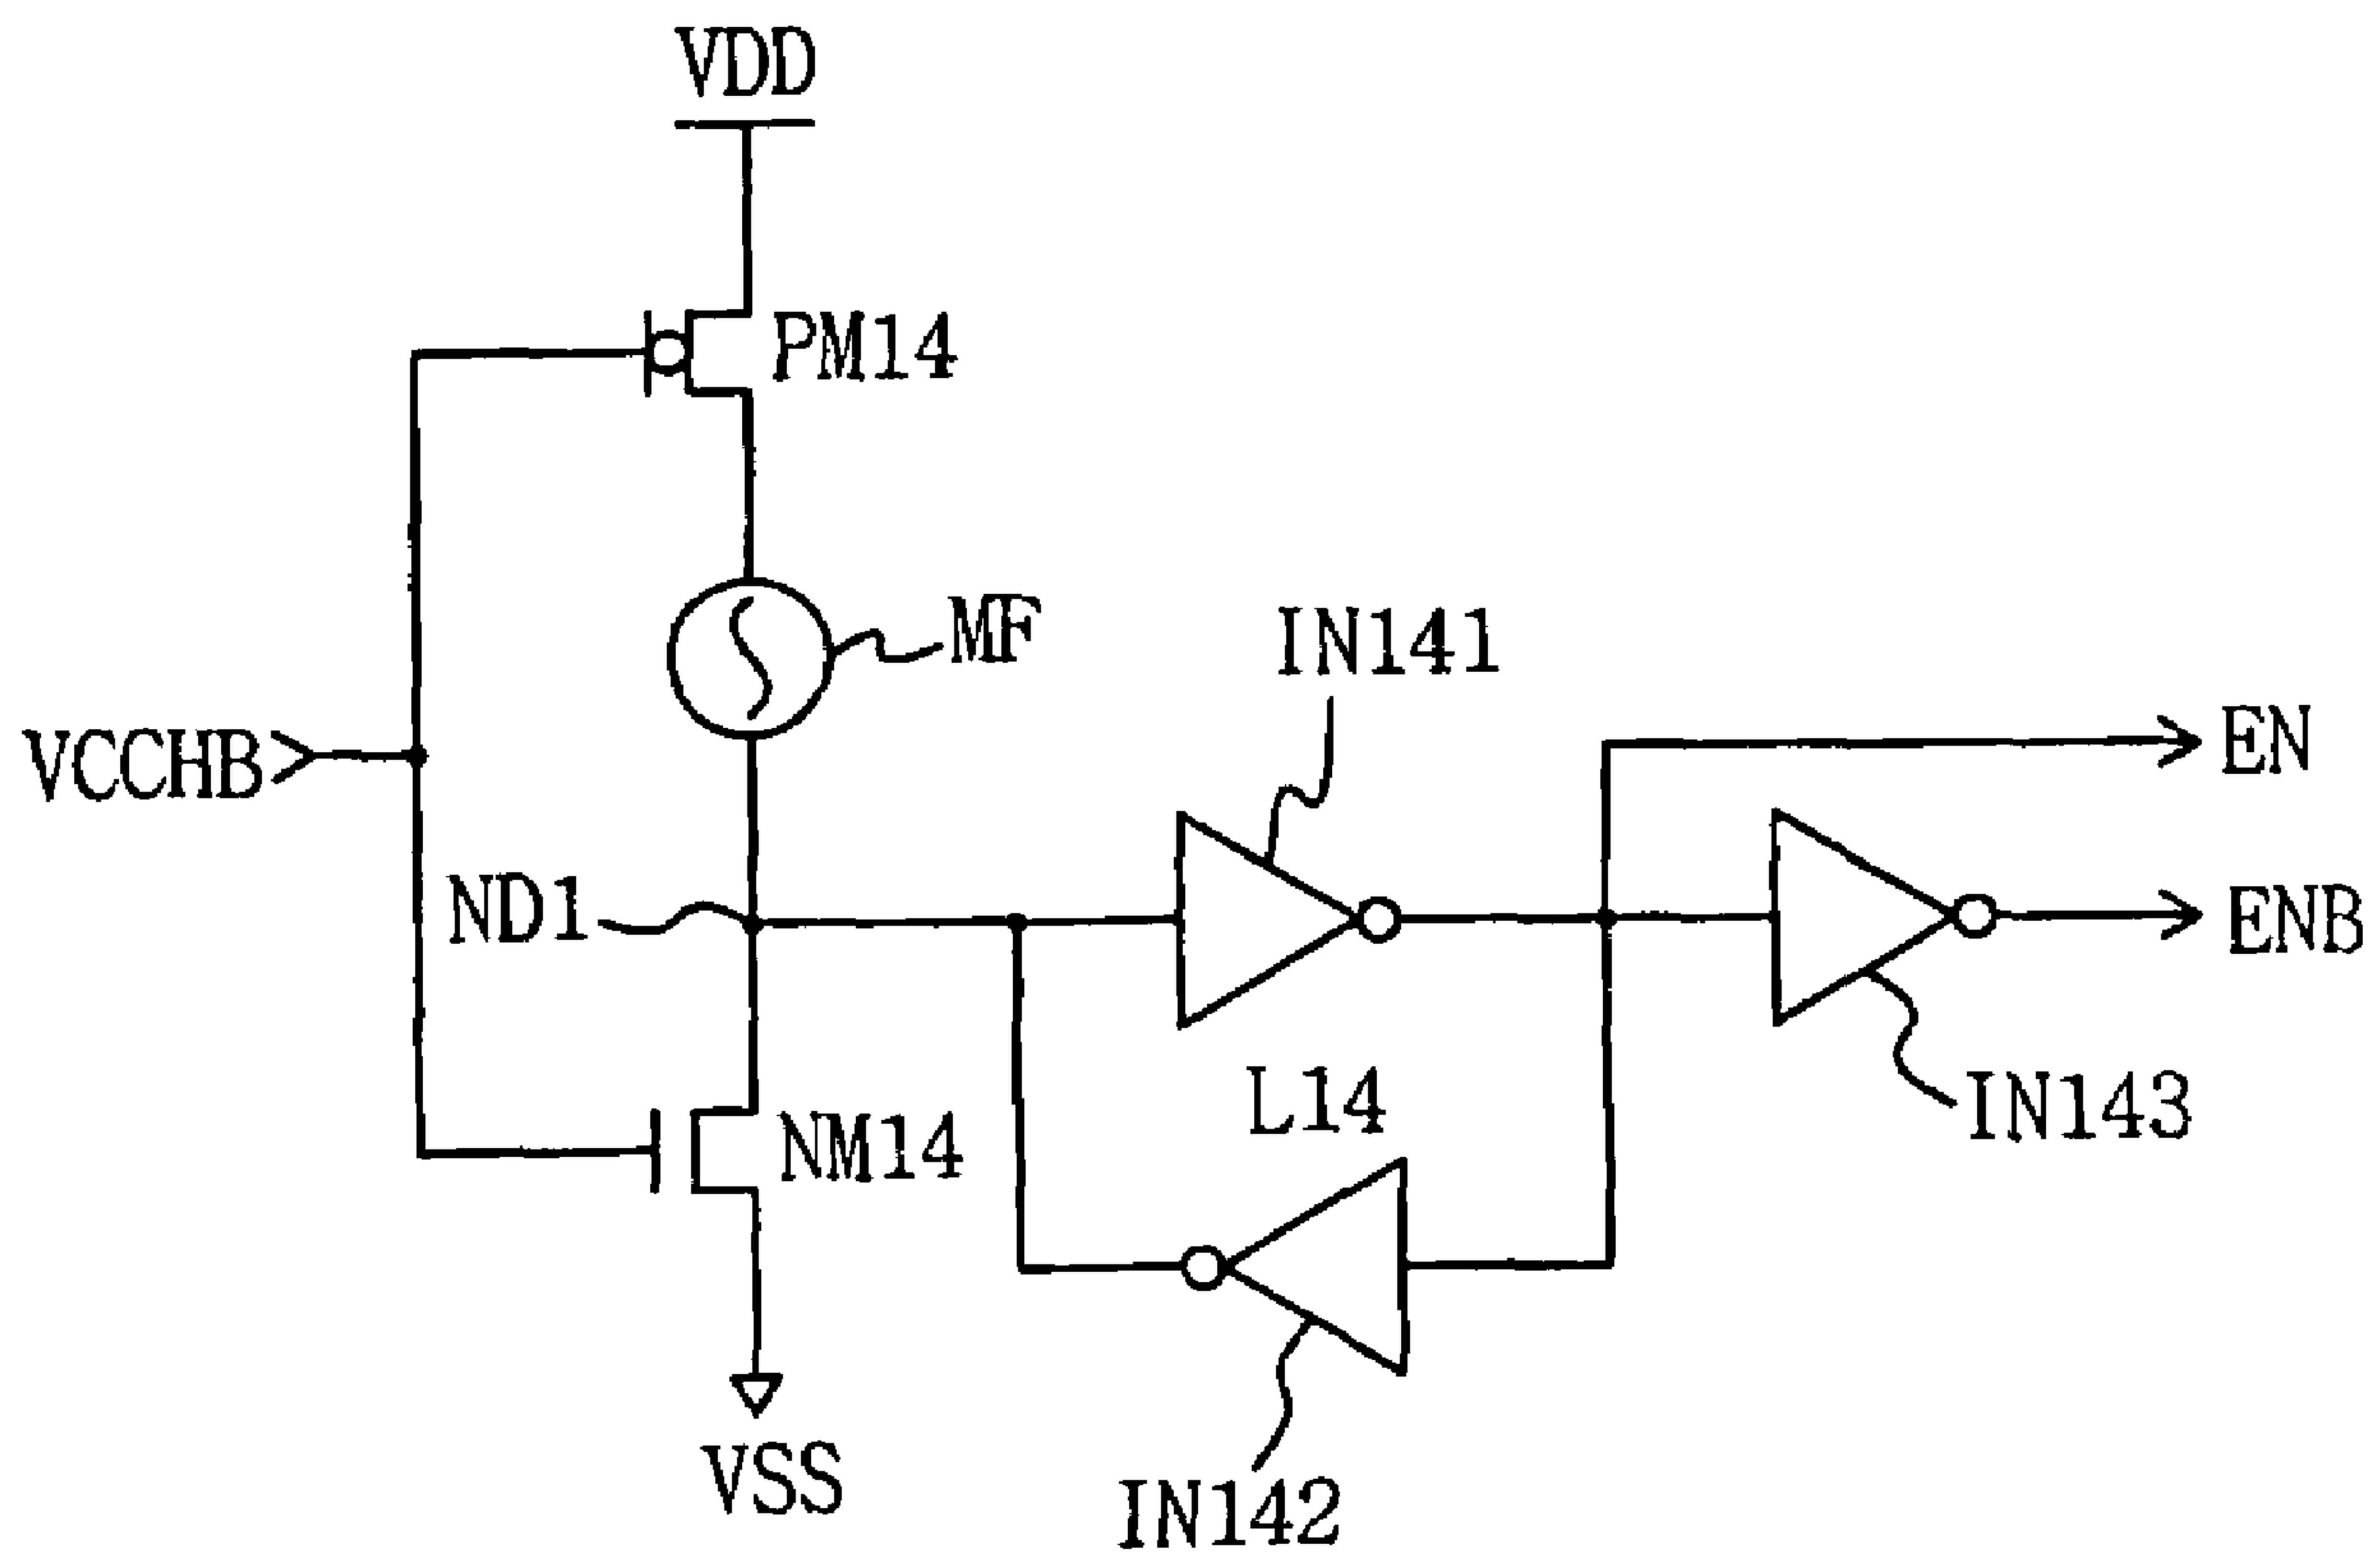 VDD
PM14
MF
IN141
VCCHB
EN
ND1
ENB
L14
IN143
NM14
VSS
IN142